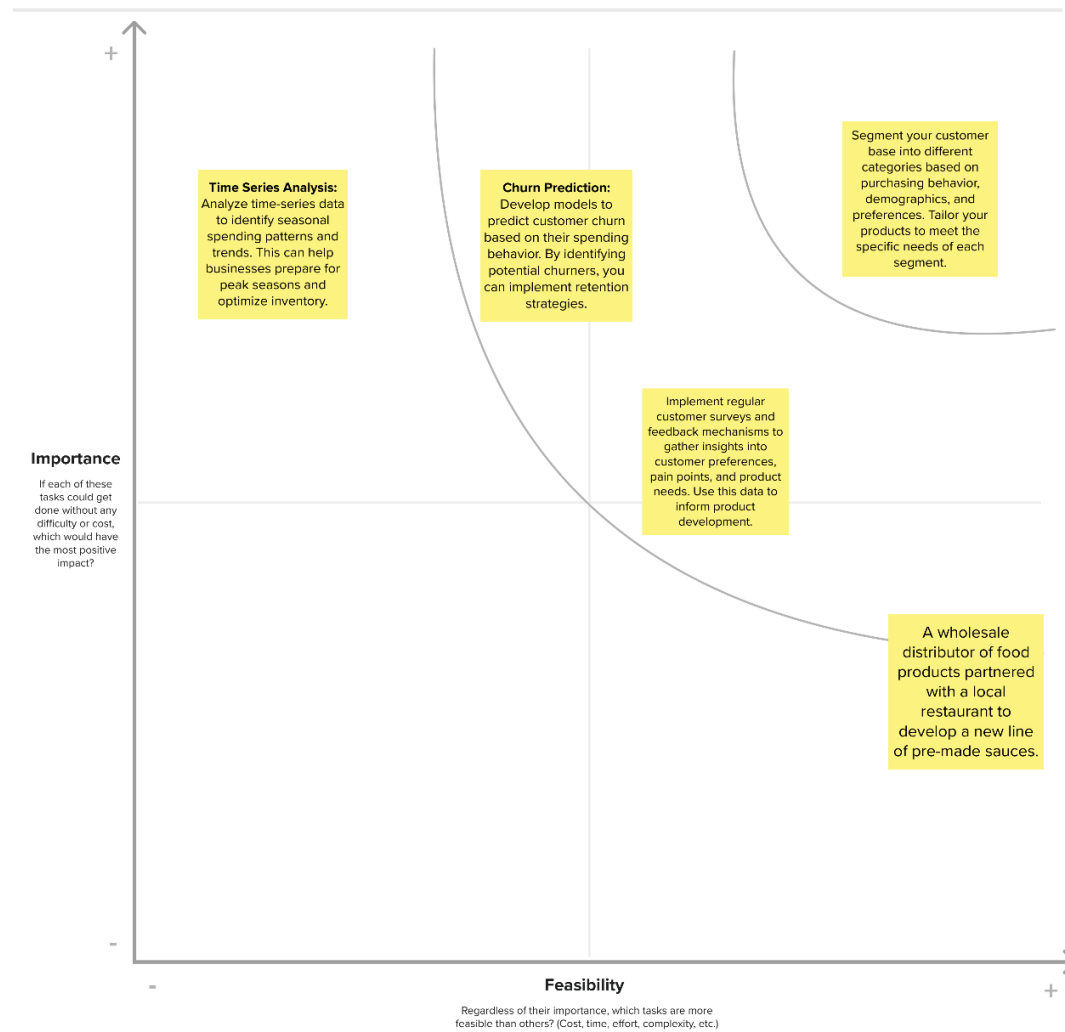 +
Time Series Analysis:
Analyze time-series data
to identify seasonal
spending patterns and
trends. This can help
businesses prepare for
peak seasons and
optimize inventory.
Churn Prediction:
Develop models to
predict customer churn
based on their spending
behavior. By identifying
potential churners, you
can implement retention
strategies.
Segment your customer
base into different
categories based on
purchasing behavior,
demographics, and
preferences. Tailor your
products to meet the
specific needs of each
segment.
Implement regular
customer surveys and
feedback mechanisms to
gather insights into
customer preferences,
pain points, and product
needs. Use this data to
inform product
development.
Importance
If each of these
tasks could get
done without any
difficulty or cost,
which would have
the most positive
impact?
A wholesale
distributor of food
products partnered
with a local
restaurant to
develop a new line
of pre-made sauces.
-
-
Feasibility
+
Regardless of their importance, which tasks are more
feasible than others? (Cost, time, effort, complexity, etc.)